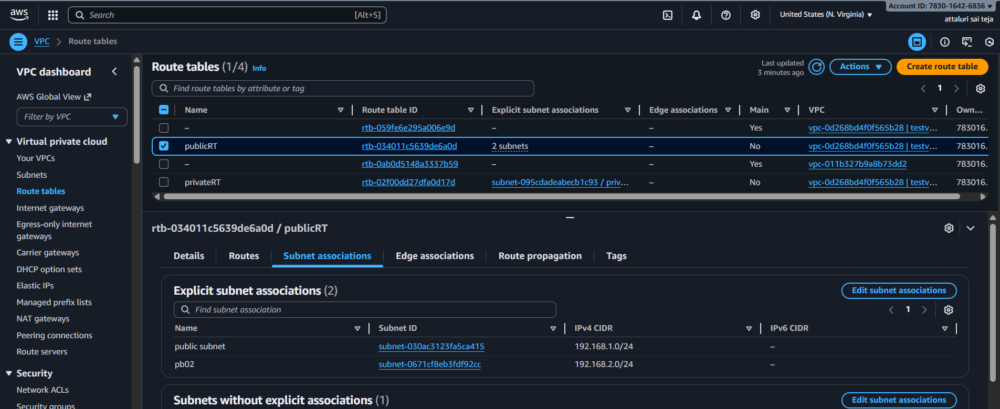 aws
Search
[Alt+S]
United States (N. Virginia)
Account ID: 7830-1642-6836
attaluri sai teja
VPC
Route tables
VPC dashboard
AWS Global View
Filter by VPC
Virtual private cloud
Your VPCs
Subnets
Route tables
Internet gateways
Egress-only internet
gateways
Carrier gateways
DHCP option sets
Elastic IPs
Managed prefix lists
NAT gateways
Peering connections
Route servers
Security
Network ACLs
Security groups
Route tables (1/4) Info
Last updated
3 minutes ago
Actions
Create route table
Find route tables by attribute or tag
1
Name Route table ID Explicit subnet associations Edge associations Main VPC Own...
– rtb-059fe6e295a006e9d – – Yes vpc-0d268bd4f0f565b28 | testv... 783016.
publicRT rtb-034011c5639de6a0d 2 subnets – No vpc-0d268bd4f0f565b28 | testv... 783016.
– rtb-0ab0d5148a3337b59 – – Yes vpc-011b327b9a8b73dd2 783016.
privateRT rtb-02f00dd27dfa0d17d subnet-095cdadeabecb1c93 / priv... – No vpc-0d268bd4f0f565b28 | testv... 783016.
rtb-034011c5639de6a0d / publicRT
Details Routes Subnet associations Edge associations Route propagation Tags
Explicit subnet associations (2)
Edit subnet associations
Find subnet association
1
Name Subnet ID IPv4 CIDR IPv6 CIDR
public subnet subnet-030ac3123fa5ca415 192.168.1.0/24 –
pb02 subnet-0671cf8eb3fdf92cc 192.168.2.0/24 –
Subnets without explicit associations (1)
Edit subnet associations